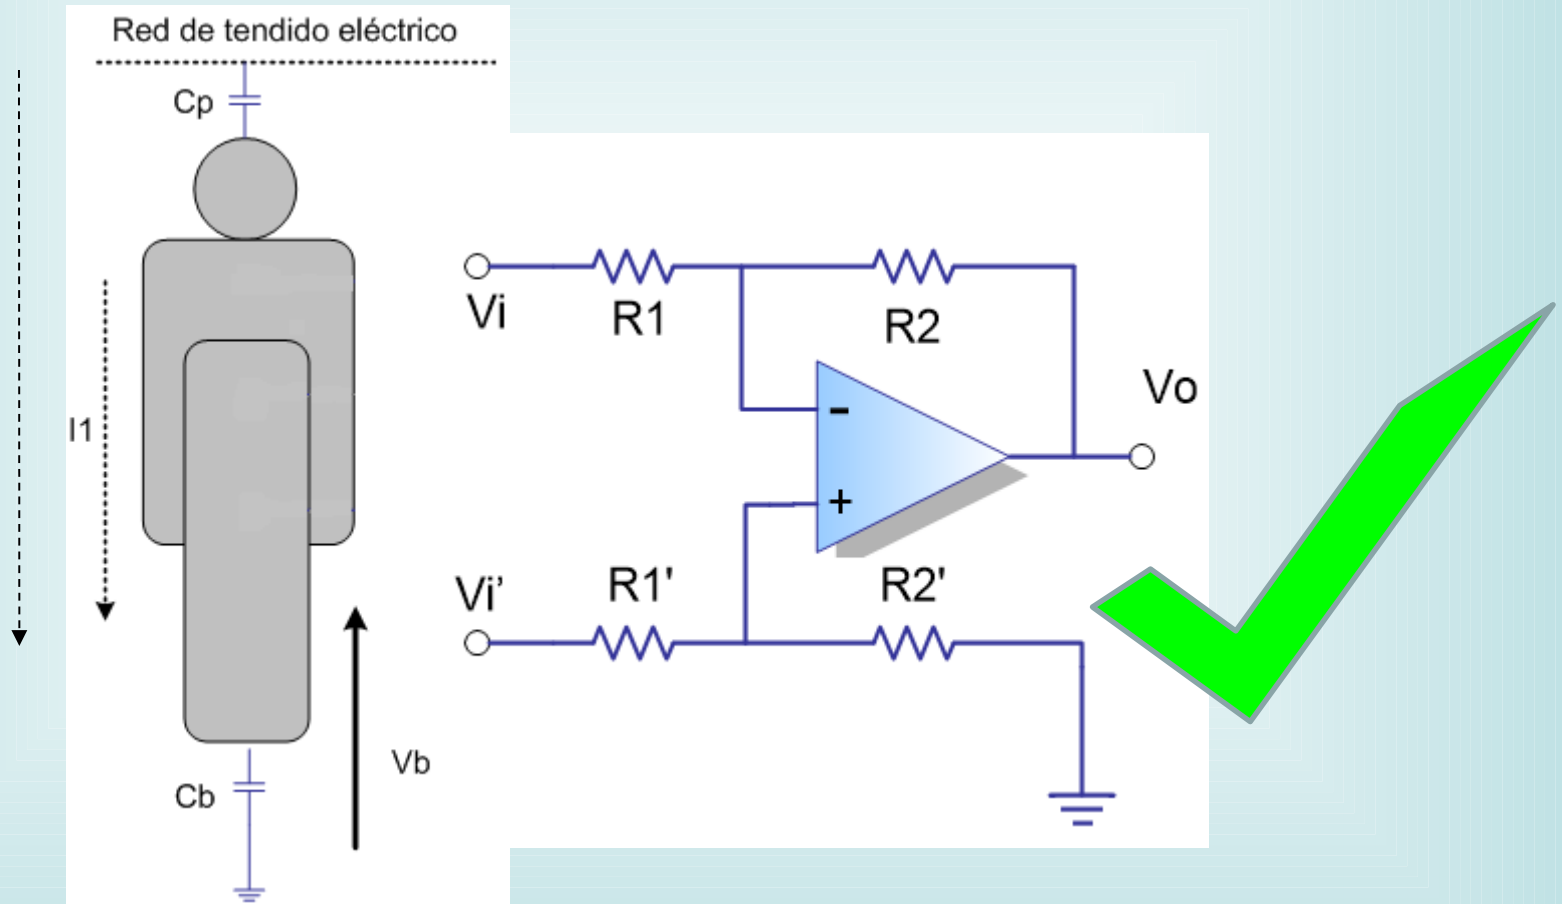 Red de tendido eléctrico
Cp
Vi
R1
R2
Vo
-
I1
+
Vi’
R1'
R2'
Vb
Cb